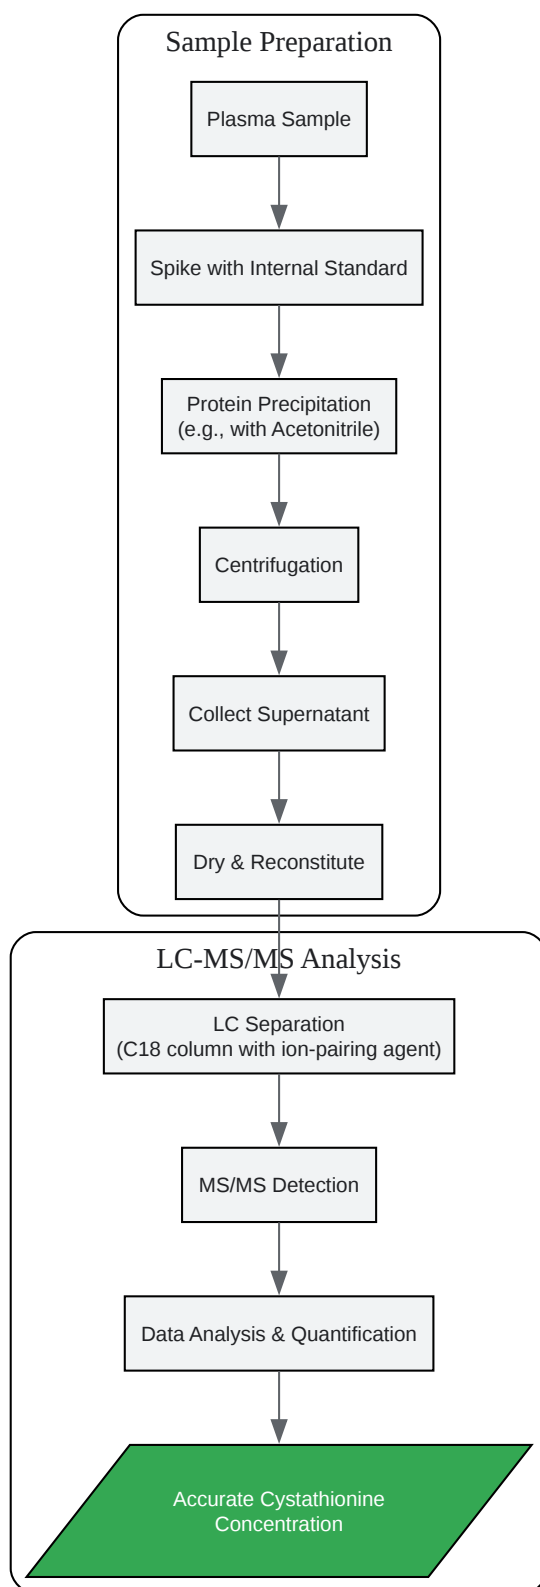 Sample Preparation
Plasma Sample
Spike with Internal Standard
Protein Precipitation
(e.g., with Acetonitrile)
Centrifugation
Collect Supernatant
Dry & Reconstitute
LC-MS/MS Analysis
LC Separation
(C18 column with ion-pairing agent)
MS/MS Detection
Data Analysis & Quantification
Accurate Cystathionine
Concentration